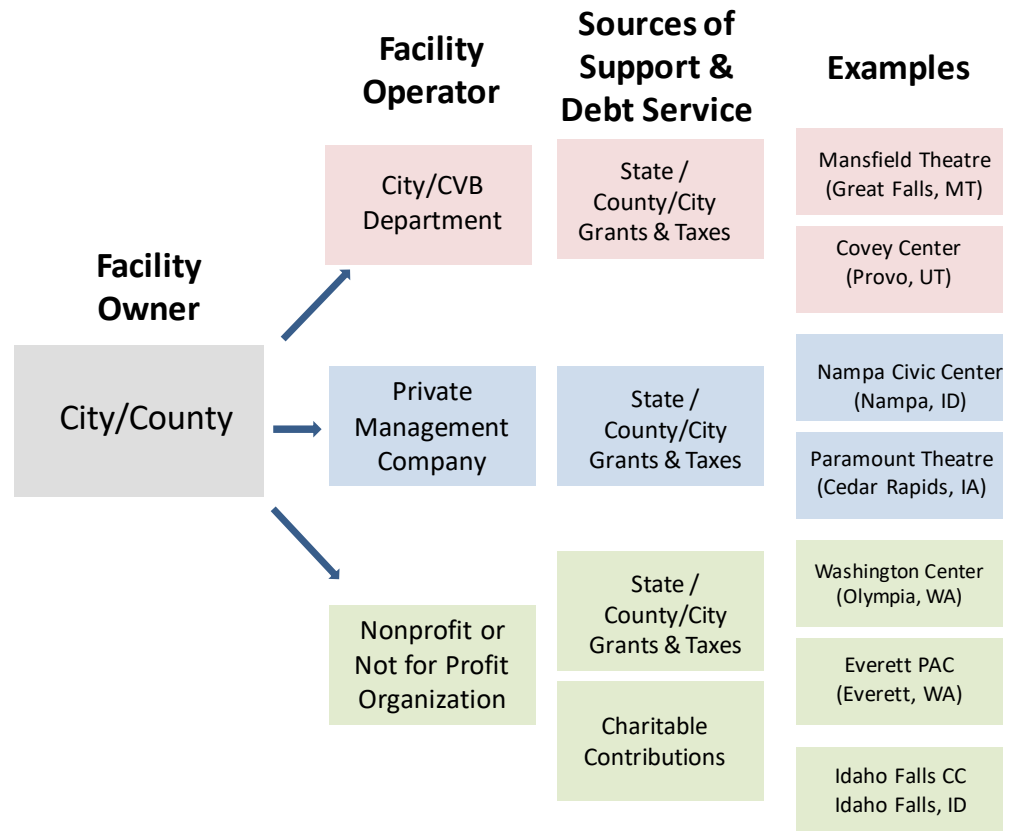 Facility
Operator
Sources of
Support &
Debt Service
Examples
Facility
Owner
City/County
City/CVB
Department
State /
County/City
Grants & Taxes
Mansfield Theatre
(Great Falls, MT)
Covey Center
(Provo, UT)
Private
Management
Company
State /
County/City
Grants & Taxes
Nampa Civic Center
(Nampa, ID)
Paramount Theatre
(Cedar Rapids, IA)
Nonprofit or
Not for Profit
Organization
State /
County/City
Grants & Taxes
Charitable
Contributions
Washington Center
(Olympia, WA)
Everett PAC
(Everett, WA)
Idaho Falls CC
Idaho Falls, ID